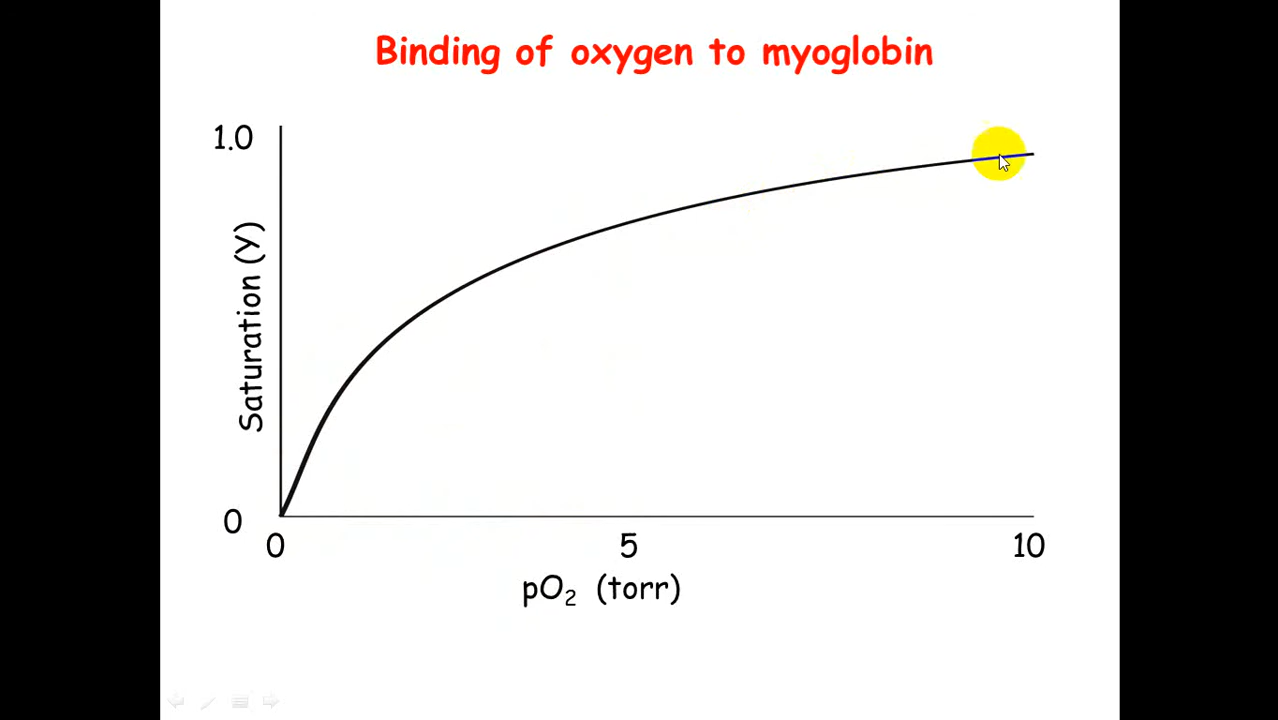 Binding of oxygen to myoglobin
1.0
Saturation (Y)
0
0 5 10
pO₂ (torr)